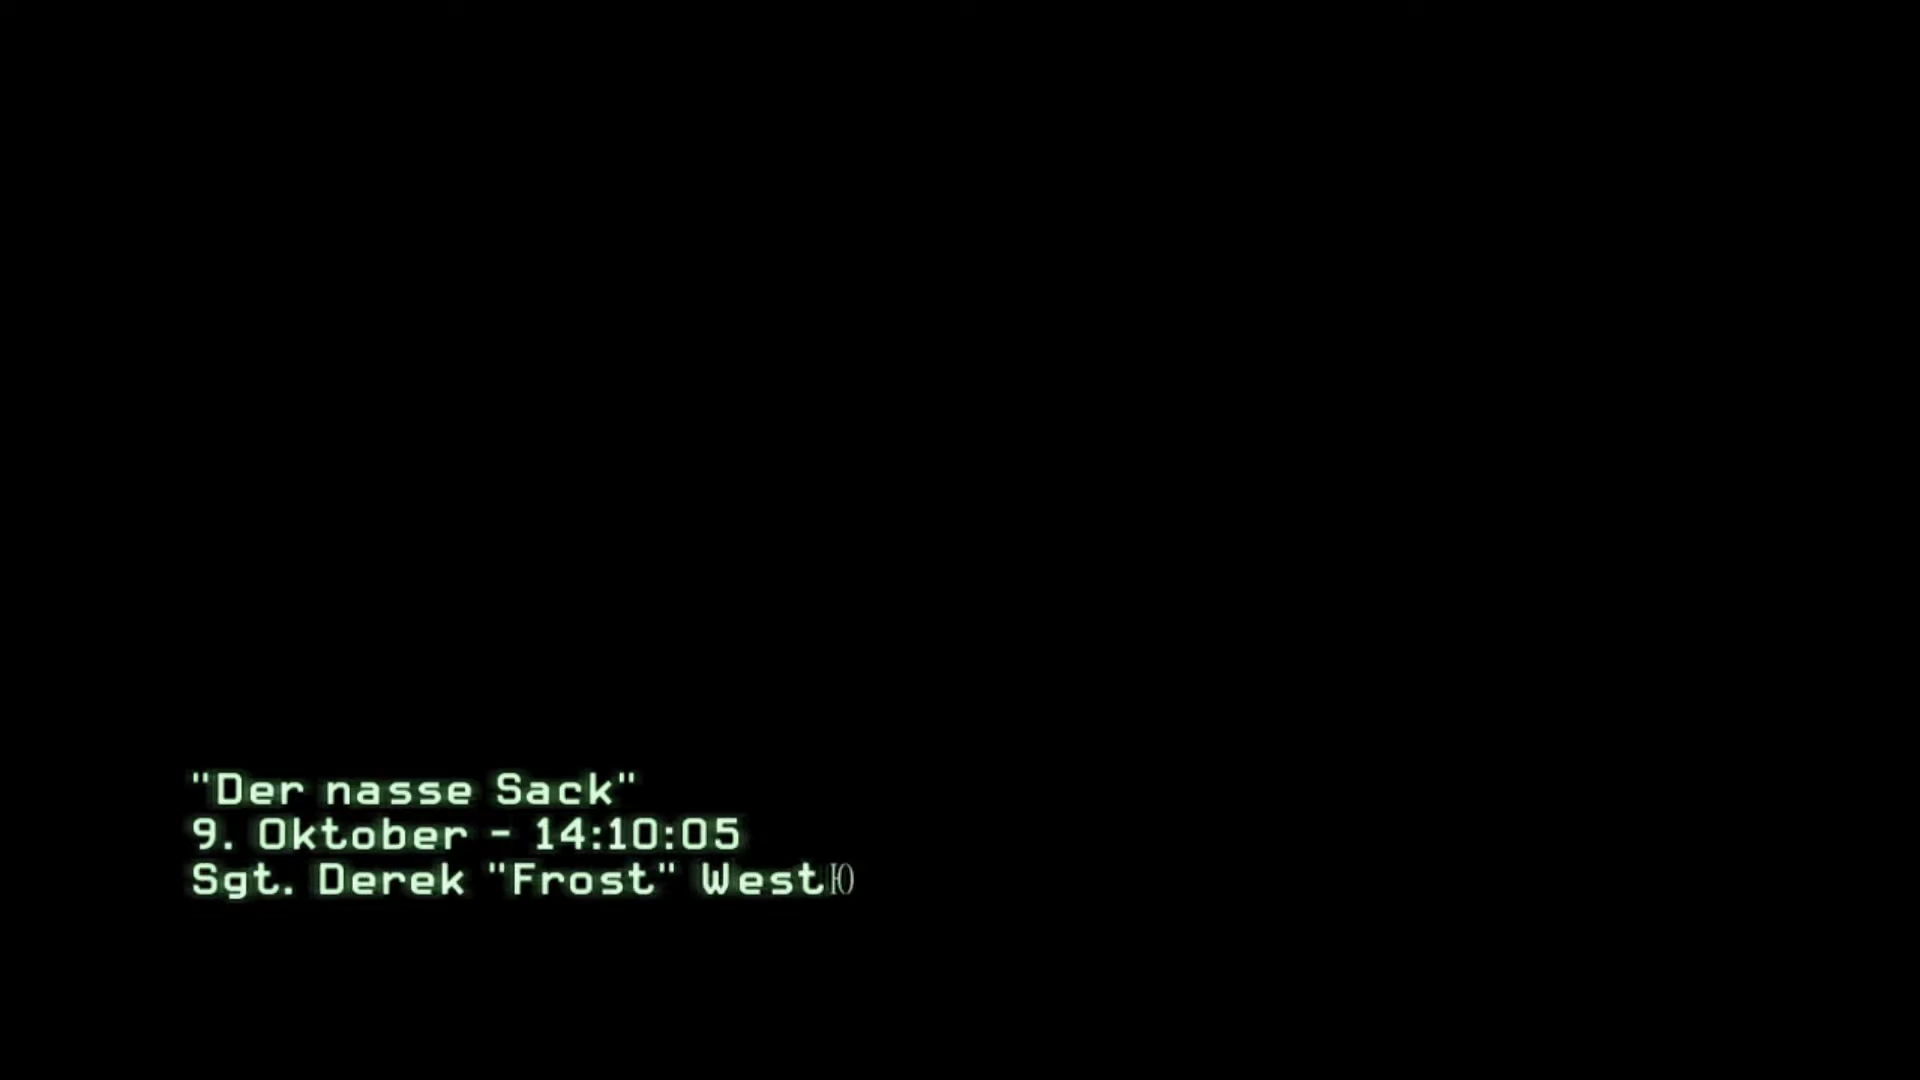 "Der nasse Sack"
9. Oktober - 14:10:05
Sgt. Derek "Frost" West